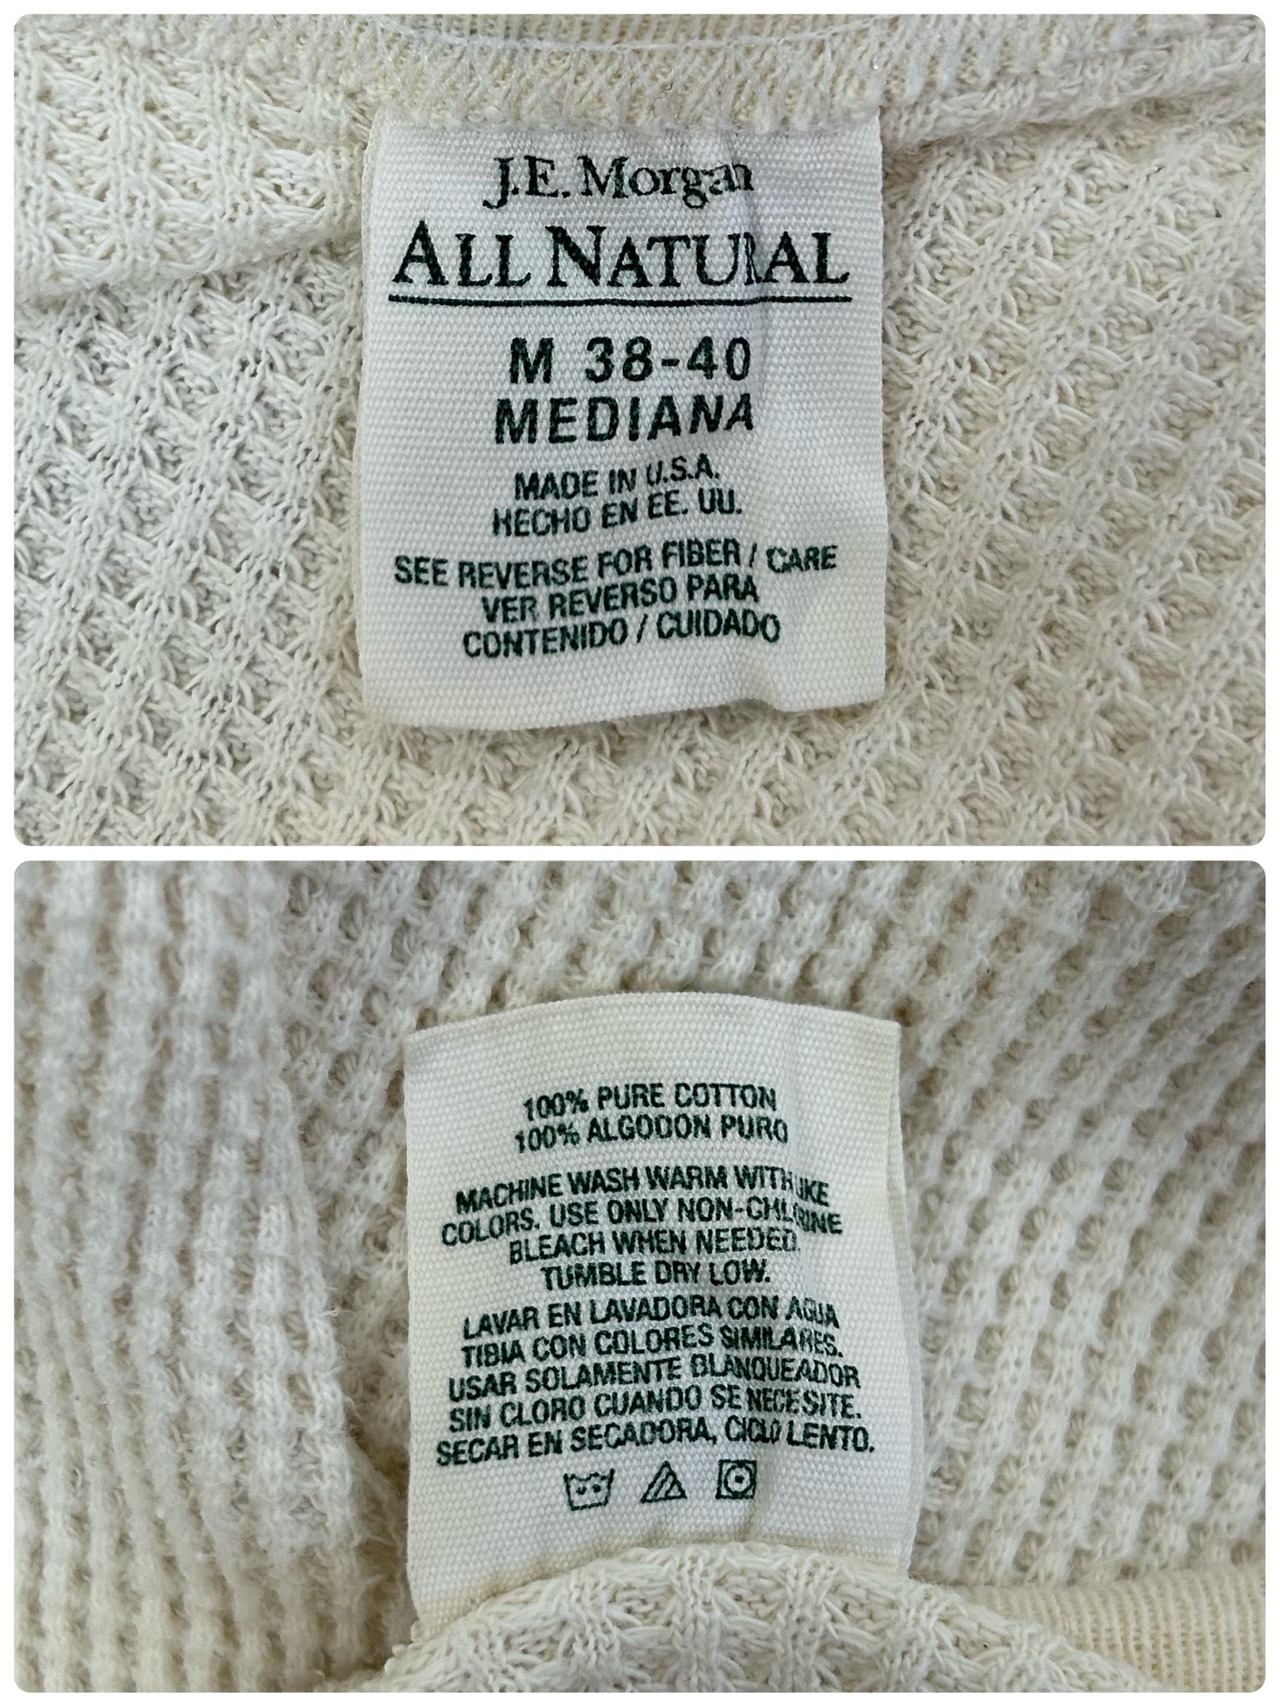 J.E. Morgan
ALL NATURAL
M 38-40
MEDIANA
MADE IN U.S.A.
HECHO EN EE. UU.
SEE REVERSE FOR FIBER / CARE
VER REVERSO PARA
CONTENIDO / CUIDADO
100% PURE COTTON
100% ALGODON PURO
MACHINE WASH WARM WITH LIKE
COLORS. USE ONLY NON-CHLORINE
BLEACH WHEN NEEDED.
TUMBLE DRY LOW.
LAVAR EN LAVADORA CON AGUA
TIBIA CON COLORES SIMILARES.
USAR SOLAMENTE BLANQUEADOR
SIN CLORO CUANDO SE NECESITE.
SECAR EN SECADORA, CICLO LENTO.